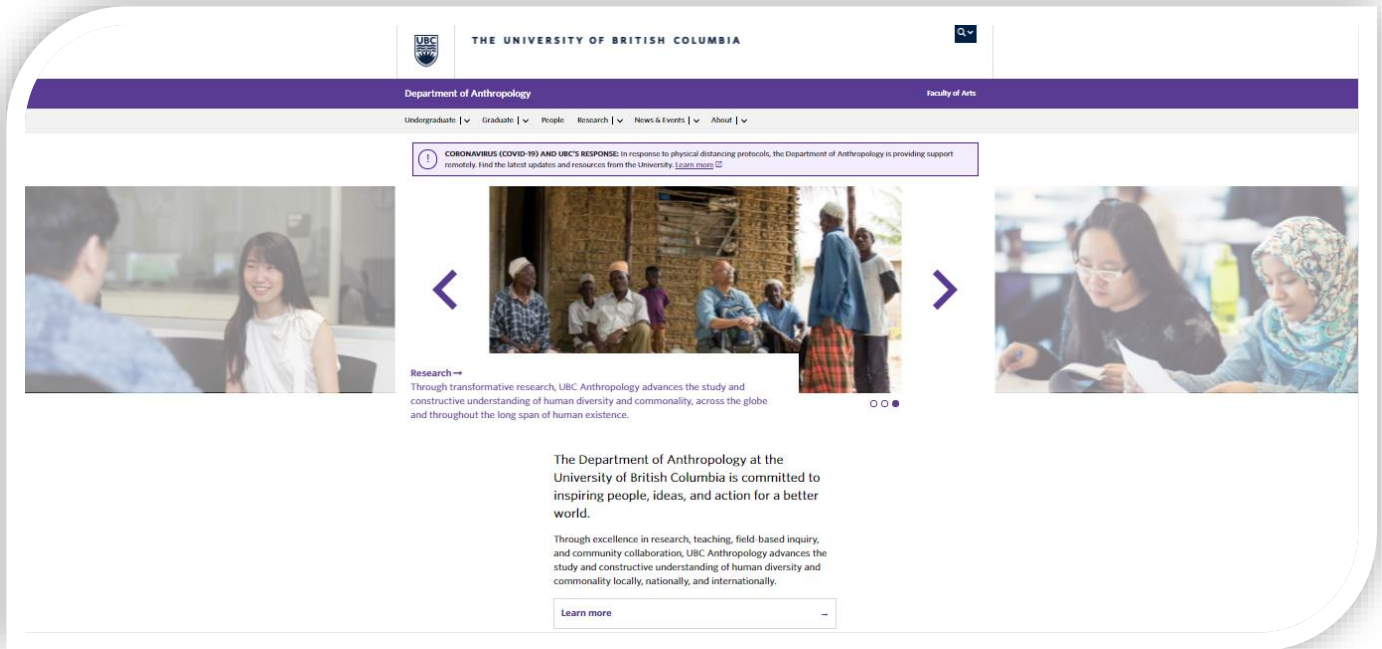 UBC
THE UNIVERSITY OF BRITISH COLUMBIA
Department of Anthropology
Faculty of Arts
Undergraduate | Graduate | People Research | News & Events | About |
CORONAVIRUS (COVID-19) AND UBC'S RESPONSE: In response to physical distancing protocols, the Department of Anthropology is providing support
remotely. Find the latest updates and resources from the University. Learn more
Research→
Through transformative research, UBC Anthropology advances the study and
constructive understanding of human diversity and commonality, across the globe
and throughout the long span of human existence.
The Department of Anthropology at the
University of British Columbia is committed to
inspiring people, ideas, and action for a better
world.
Through excellence in research, teaching, field-based inquiry,
and community collaboration, UBC Anthropology advances the
study and constructive understanding of human diversity and
commonality locally, nationally, and internationally.
Learn more →